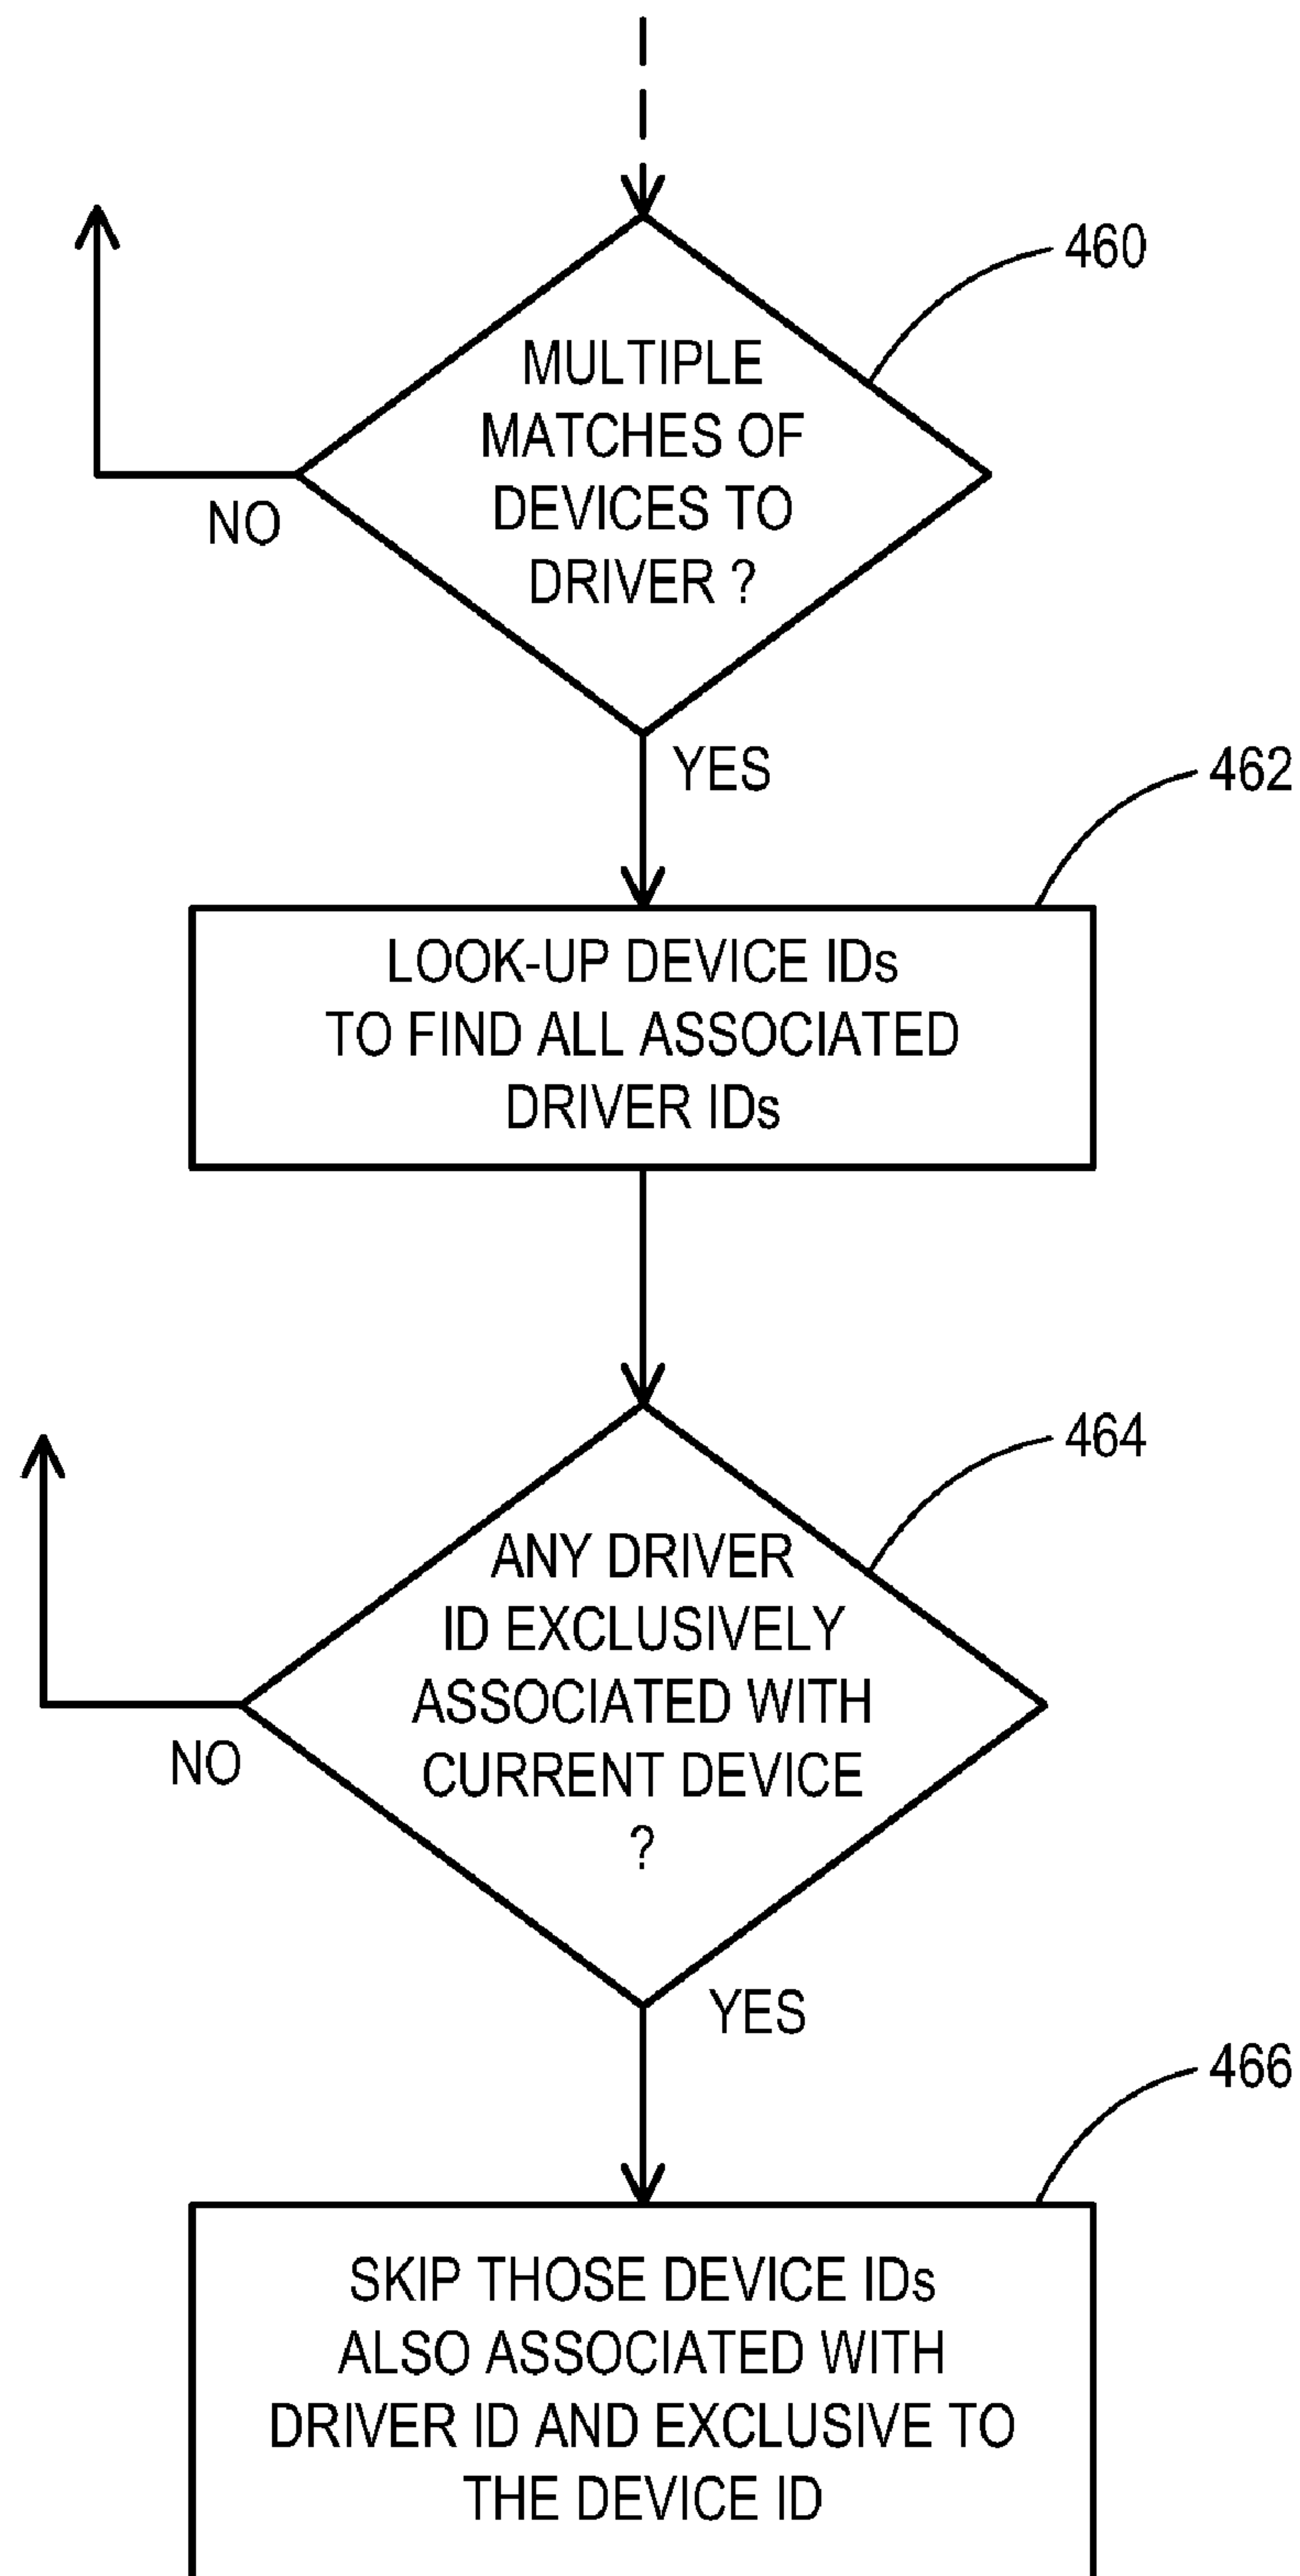 460
MULTIPLE
MATCHES OF
DEVICES TO
DRIVER ?
NO
YES
462
LOOK-UP DEVICE IDs
TO FIND ALL ASSOCIATED
DRIVER IDs
464
ANY DRIVER
ID EXCLUSIVELY
ASSOCIATED WITH
CURRENT DEVICE
?
NO
YES
466
SKIP THOSE DEVICE IDs
ALSO ASSOCIATED WITH
DRIVER ID AND EXCLUSIVE TO
THE DEVICE ID